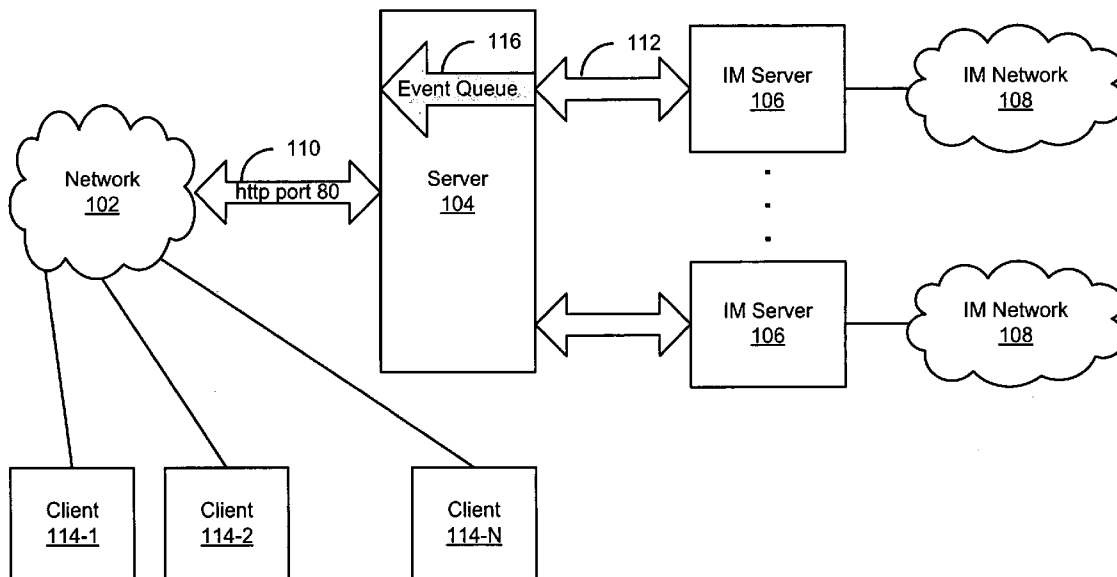 116
112
Event Queue
IM Server
106
IM Network
108
110
Network
102
http port 80
Server
104
IM Server
106
IM Network
108
Client
114-1
Client
114-2
Client
114-N